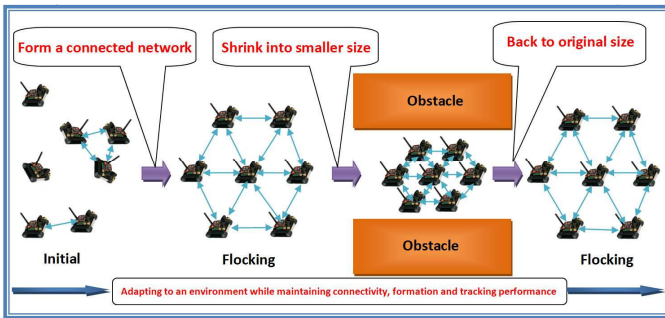 Form a connected network
Shrink into smaller size
Back to original size
Obstacle
Obstacle
Initial
Flocking
Flocking
Adapting to an environment while maintaining connectivity, formation and tracking performance